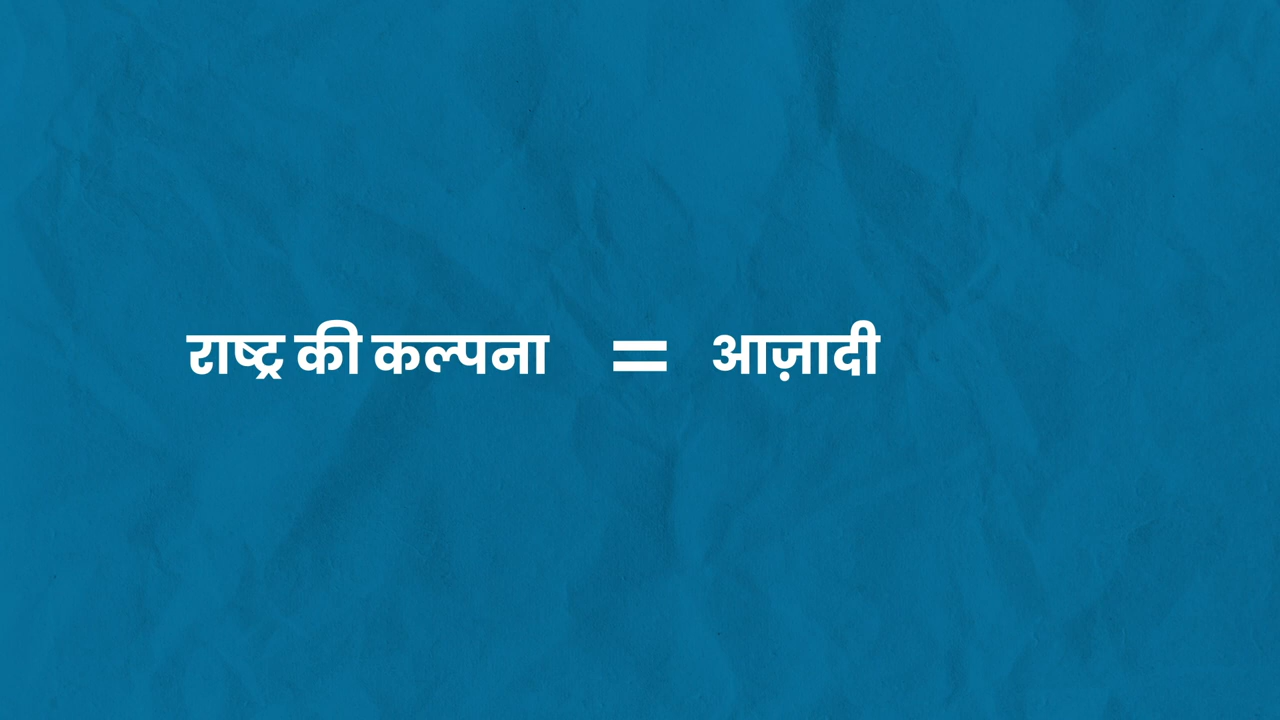 राष्ट्र की कल्पना = आज़ादी